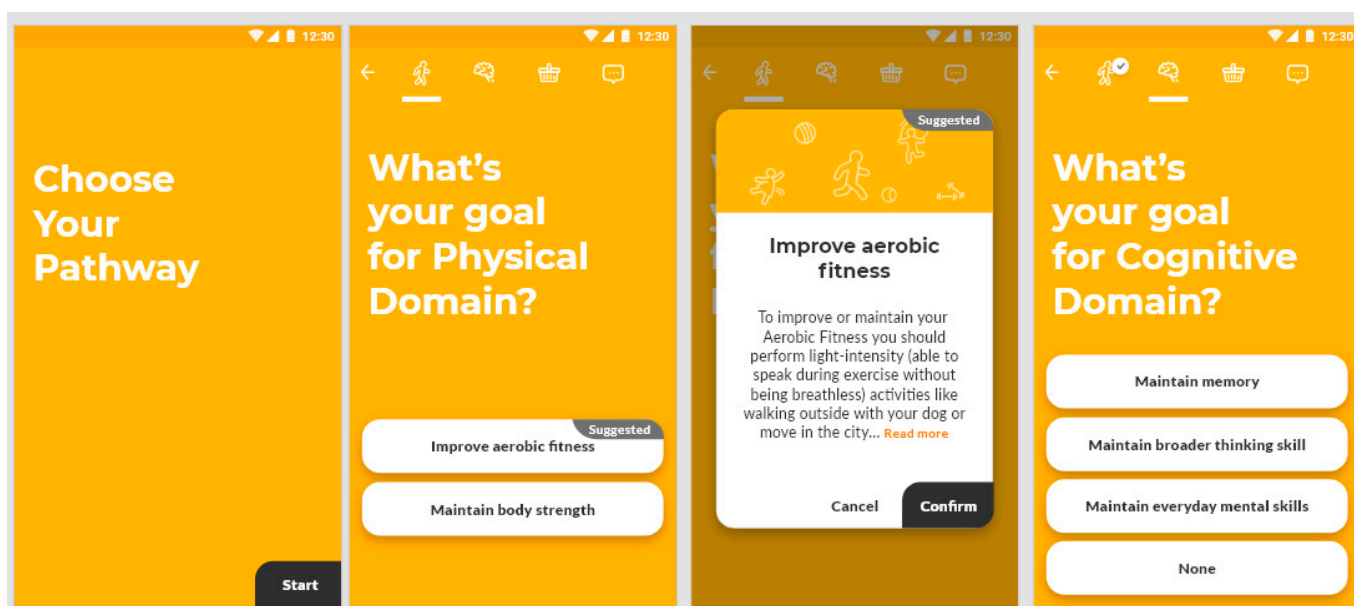 12:30
Choose
Your
Pathway
Start
12:30
What's
your goal
for Physical
Domain?
Suggested
Improve aerobic fitness
Maintain body strength
12:30
Suggested
Improve aerobic
fitness
To improve or maintain your
Aerobic Fitness you should
perform light-intensity (able to
speak during exercise without
being breathless) activities like
walking outside with your dog or
move in the city... Read more
Cancel
Confirm
12:30
What's
your goal
for Cognitive
Domain?
Maintain memory
Maintain broader thinking skill
Maintain everyday mental skills
None